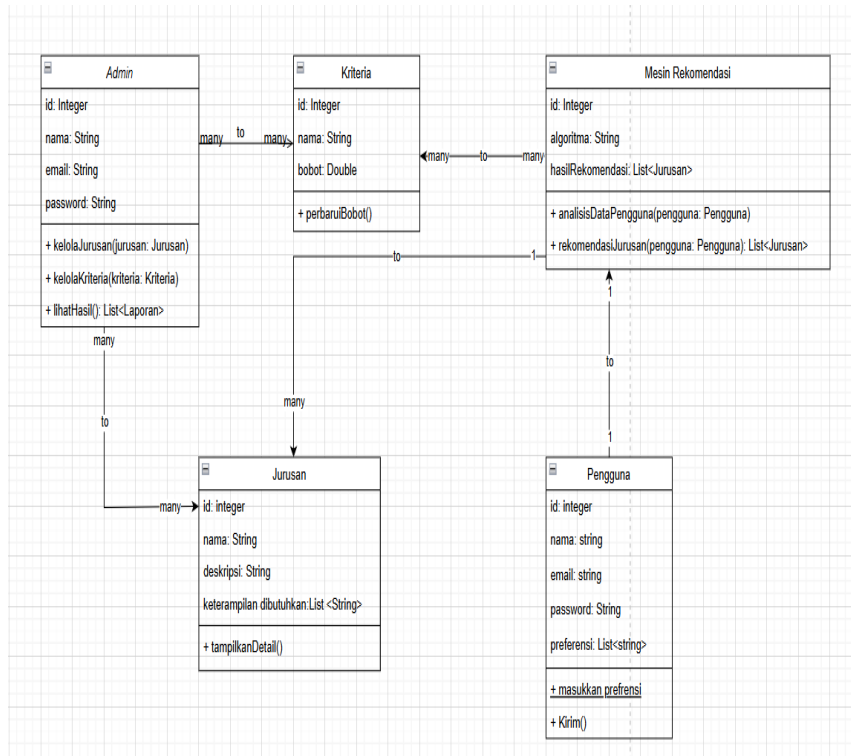 Admin
id: Integer
nama: String
email: String
password: String
+ kelolaJurusan(jurusan: Jurusan)
+ kelolaKriteria(kriteria: Kriteria)
+ lihatHasil(): List<Laporan>
many to many
Kriteria
id: Integer
nama: String
bobot: Double
+ perbaruiBobot()
many to many
Mesin Rekomendasi
id: Integer
algoritma: String
hasilRekomendasi: List<Jurusan>
+ analisisDataPengguna(pengguna: Pengguna)
+ rekomendasiJurusan(pengguna: Pengguna): List<Jurusan>
to 1
many
1
to
1
many
to
many
Jurusan
id: integer
nama: String
deskripsi: String
keterampilan dibutuhkan:List <String>
+ tampilkanDetail()
Pengguna
id: integer
nama: string
email: string
password: String
preferensi: List<string>
+ masukkan prefrensi
+ Kirim()